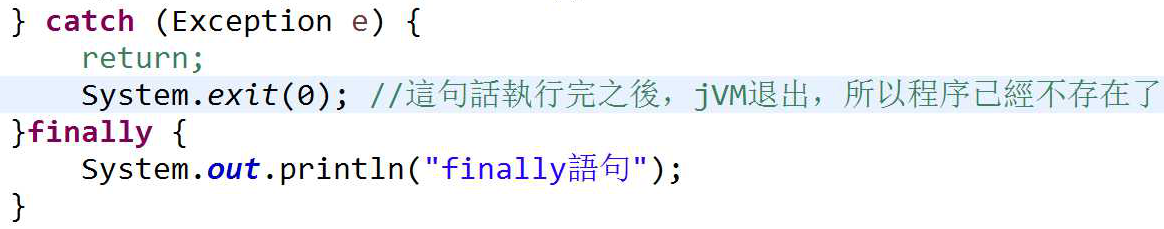 } catch (Exception e) {
    return;
    System.exit(0); //這句話執行完之後，jVM退出，所以程序已經不存在了
}finally {
    System.out.println("finally語句");
}